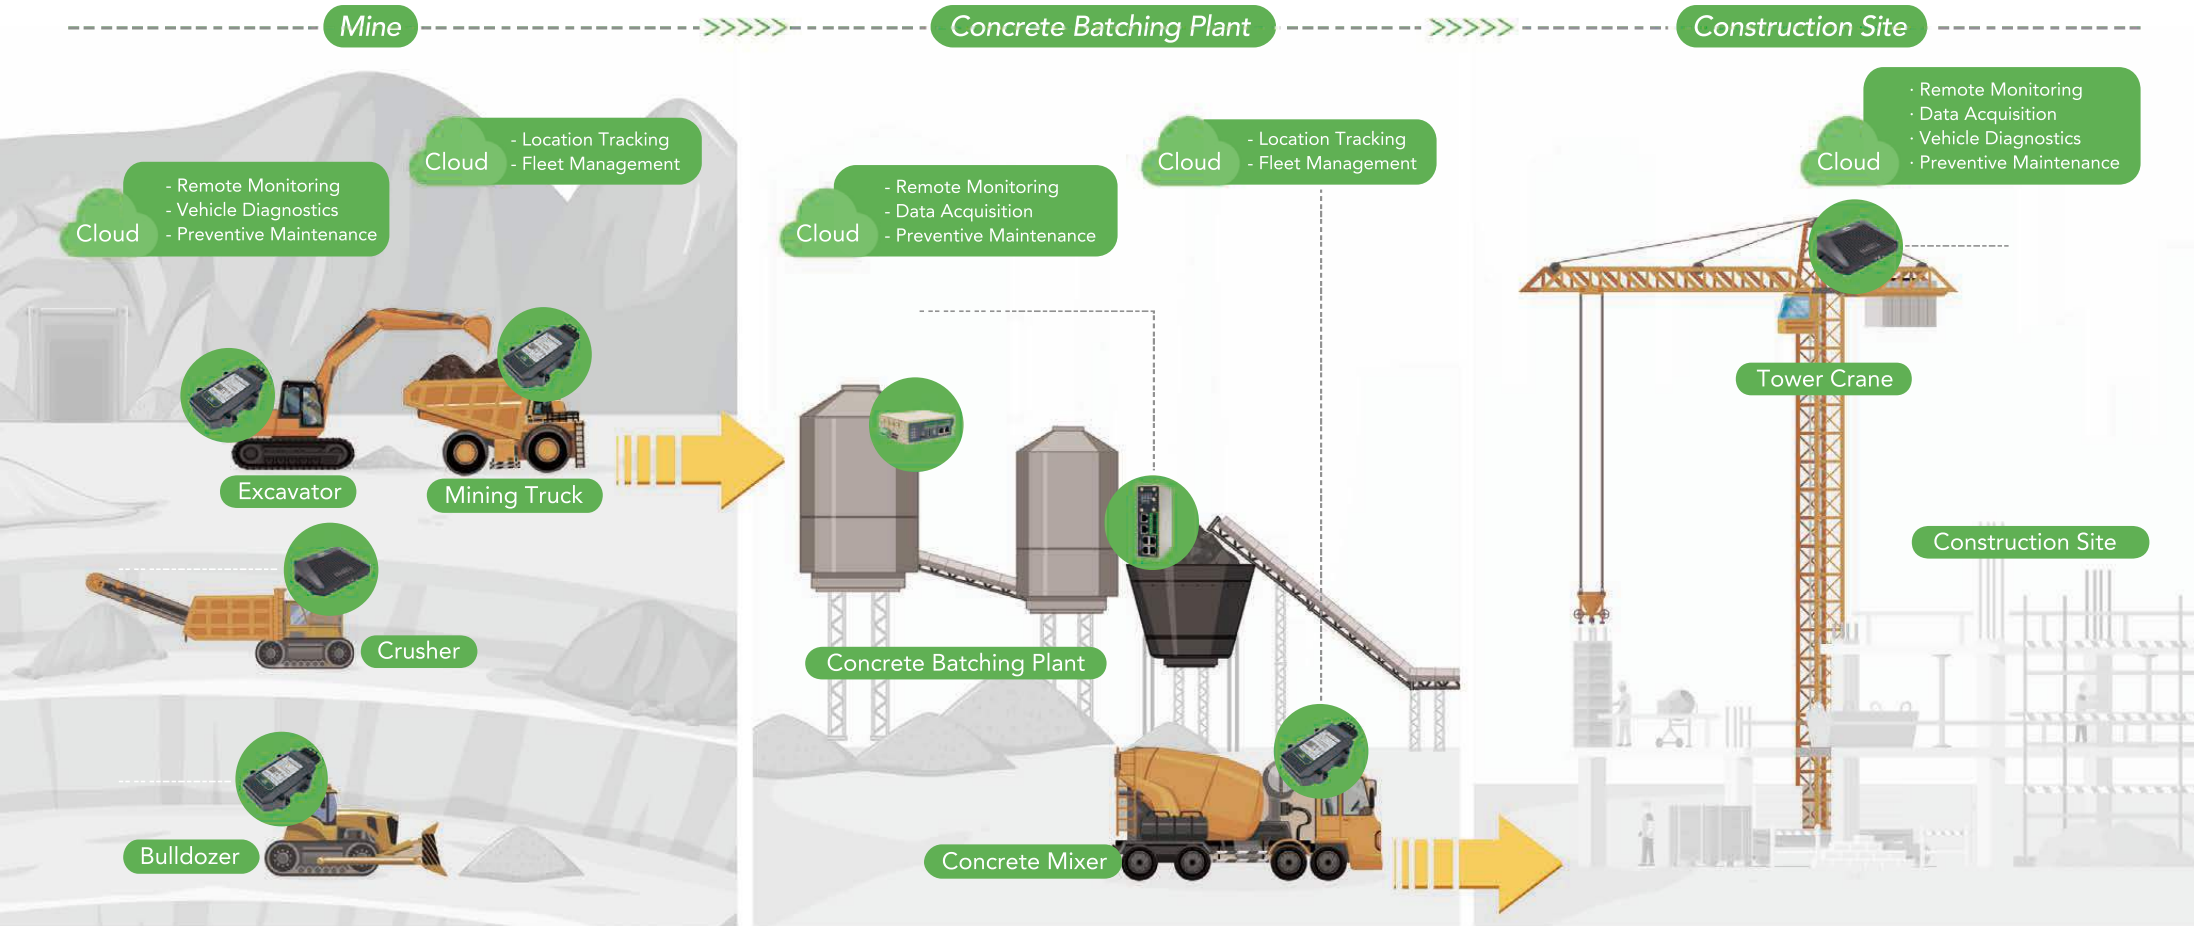 Mine
Concrete Batching Plant
Construction Site
Cloud
- Remote Monitoring
- Vehicle Diagnostics
- Preventive Maintenance
Cloud
- Location Tracking
- Fleet Management
Excavator
Mining Truck
Crusher
Bulldozer
Cloud
- Remote Monitoring
- Data Acquisition
- Preventive Maintenance
Cloud
- Location Tracking
- Fleet Management
Concrete Batching Plant
Concrete Mixer
Cloud
· Remote Monitoring
· Data Acquisition
· Vehicle Diagnostics
· Preventive Maintenance
Tower Crane
Construction Site